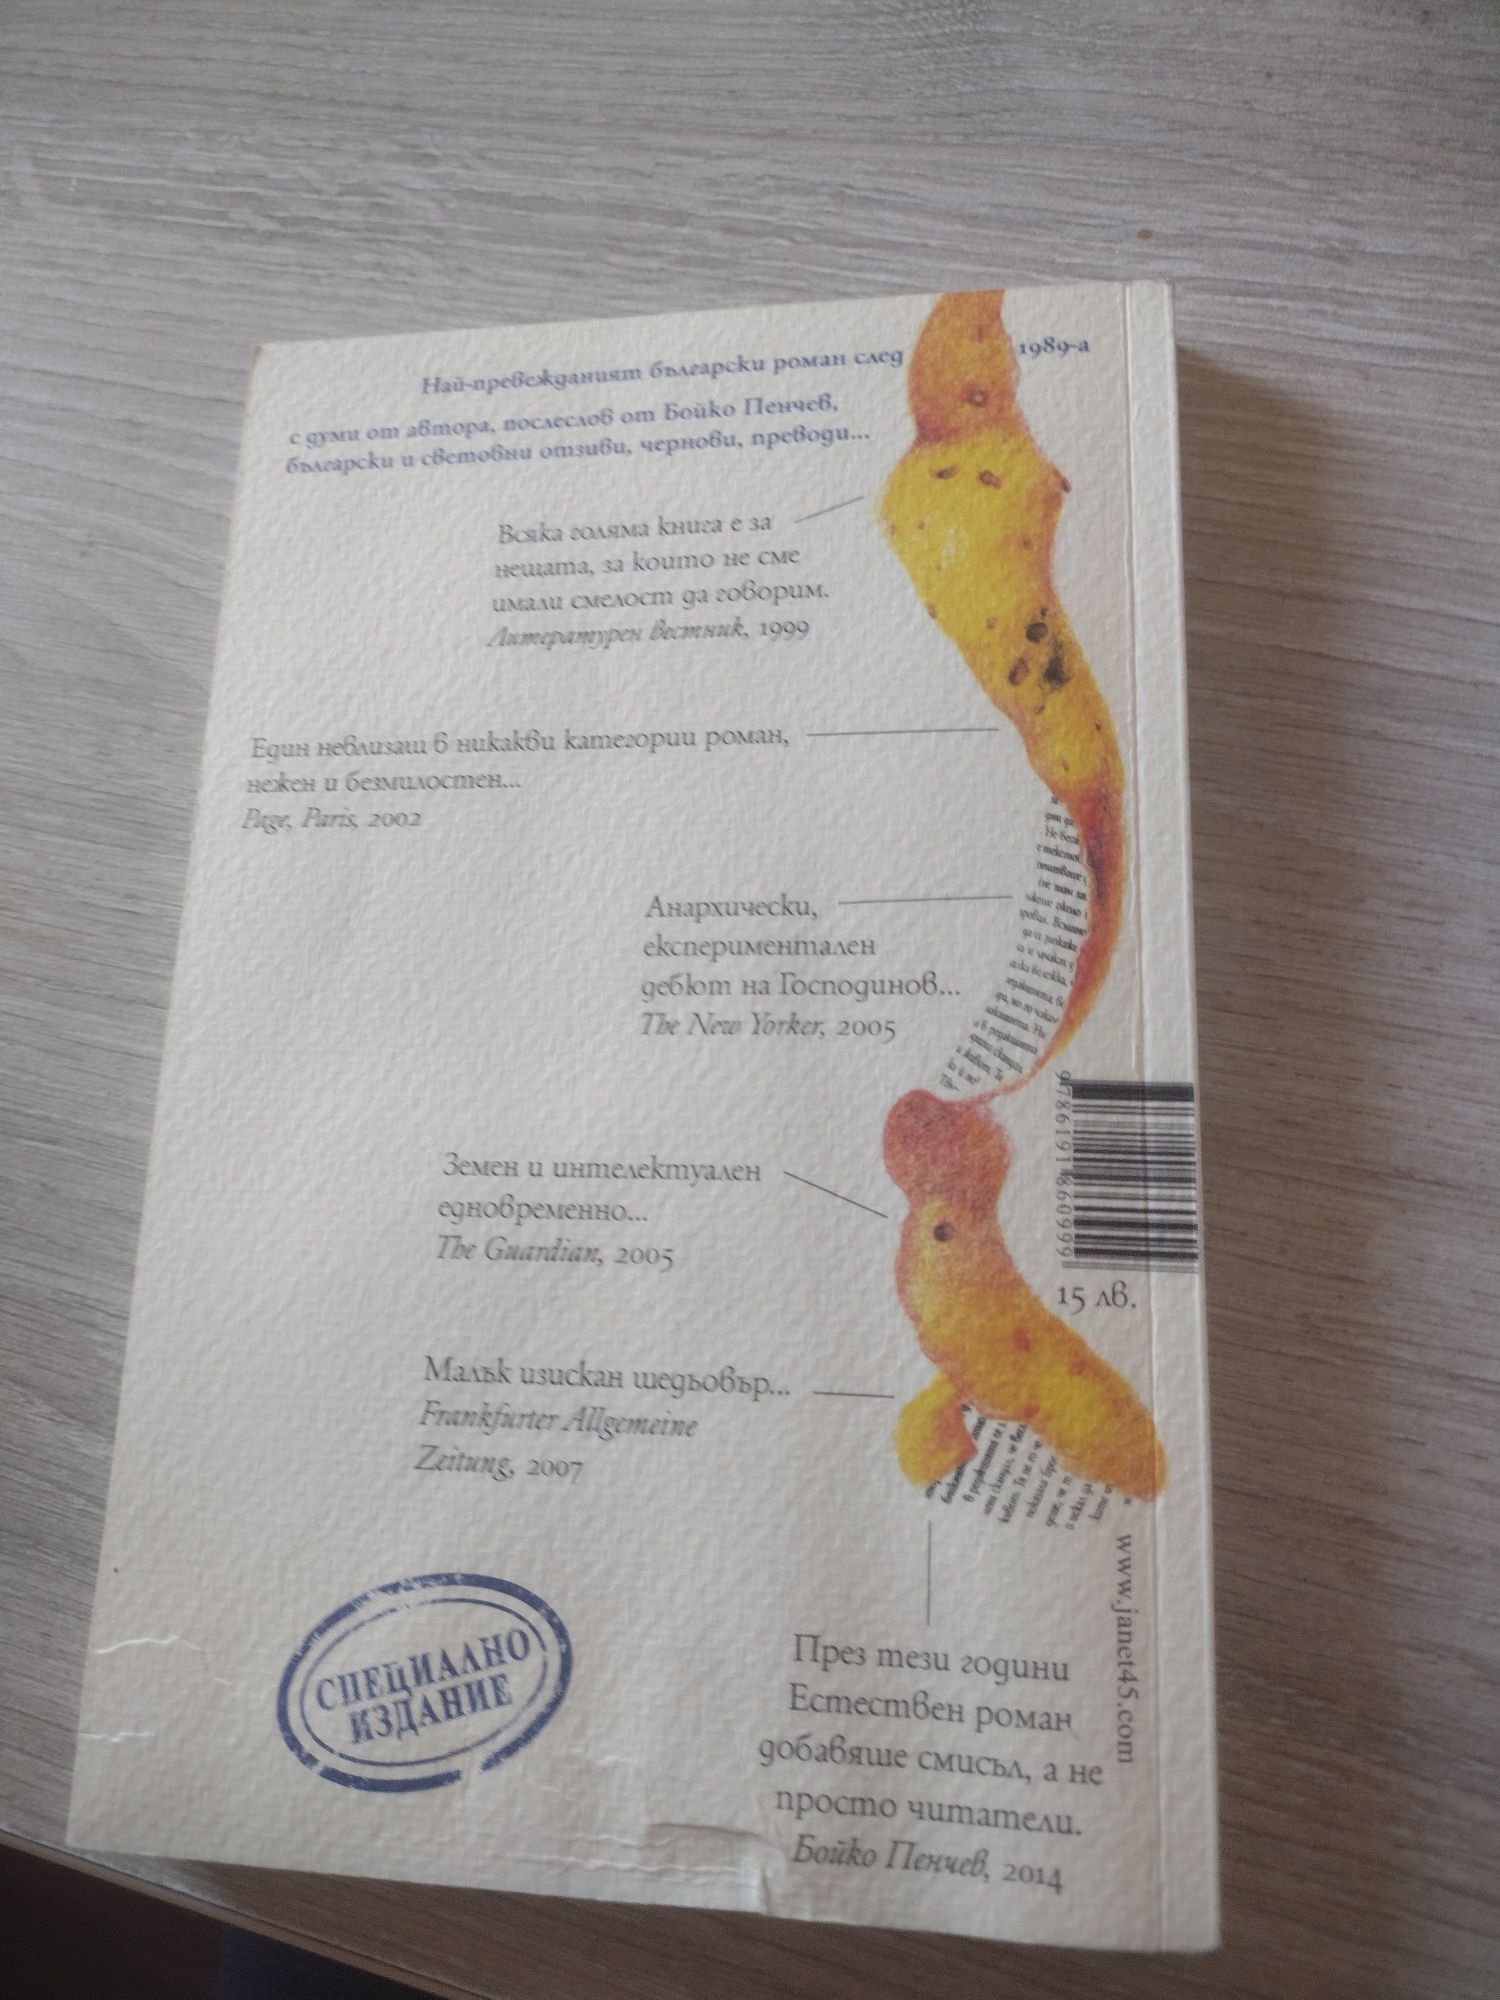 Най-превежданият български роман след 1989-а
с думи от автора, послеслов от Бойко Пенчев,
български и световни отзиви, чернови, преводи...
Всяка голяма книга е за
нещата, за които не сме
имали смелост да говорим.
Литературен вестник, 1999
Един невлизащ в никакви категории роман,
нежен и безмилостен...
Page, Paris, 2002
Анархически,
експериментален
дебют на Господинов...
The New Yorker, 2005
Земен и интелектуален
едновременно...
The Guardian, 2005
9786191860999
15 лв.
Малък изискан шедьовър...
Frankfurter Allgemeine
Zeitung, 2007
www.janet45.com
СПЕЦИАЛНО
ИЗДАНИЕ
През тези години
Естествен роман
добавяше смисъл, а не
просто читатели.
Бойко Пенчев, 2014